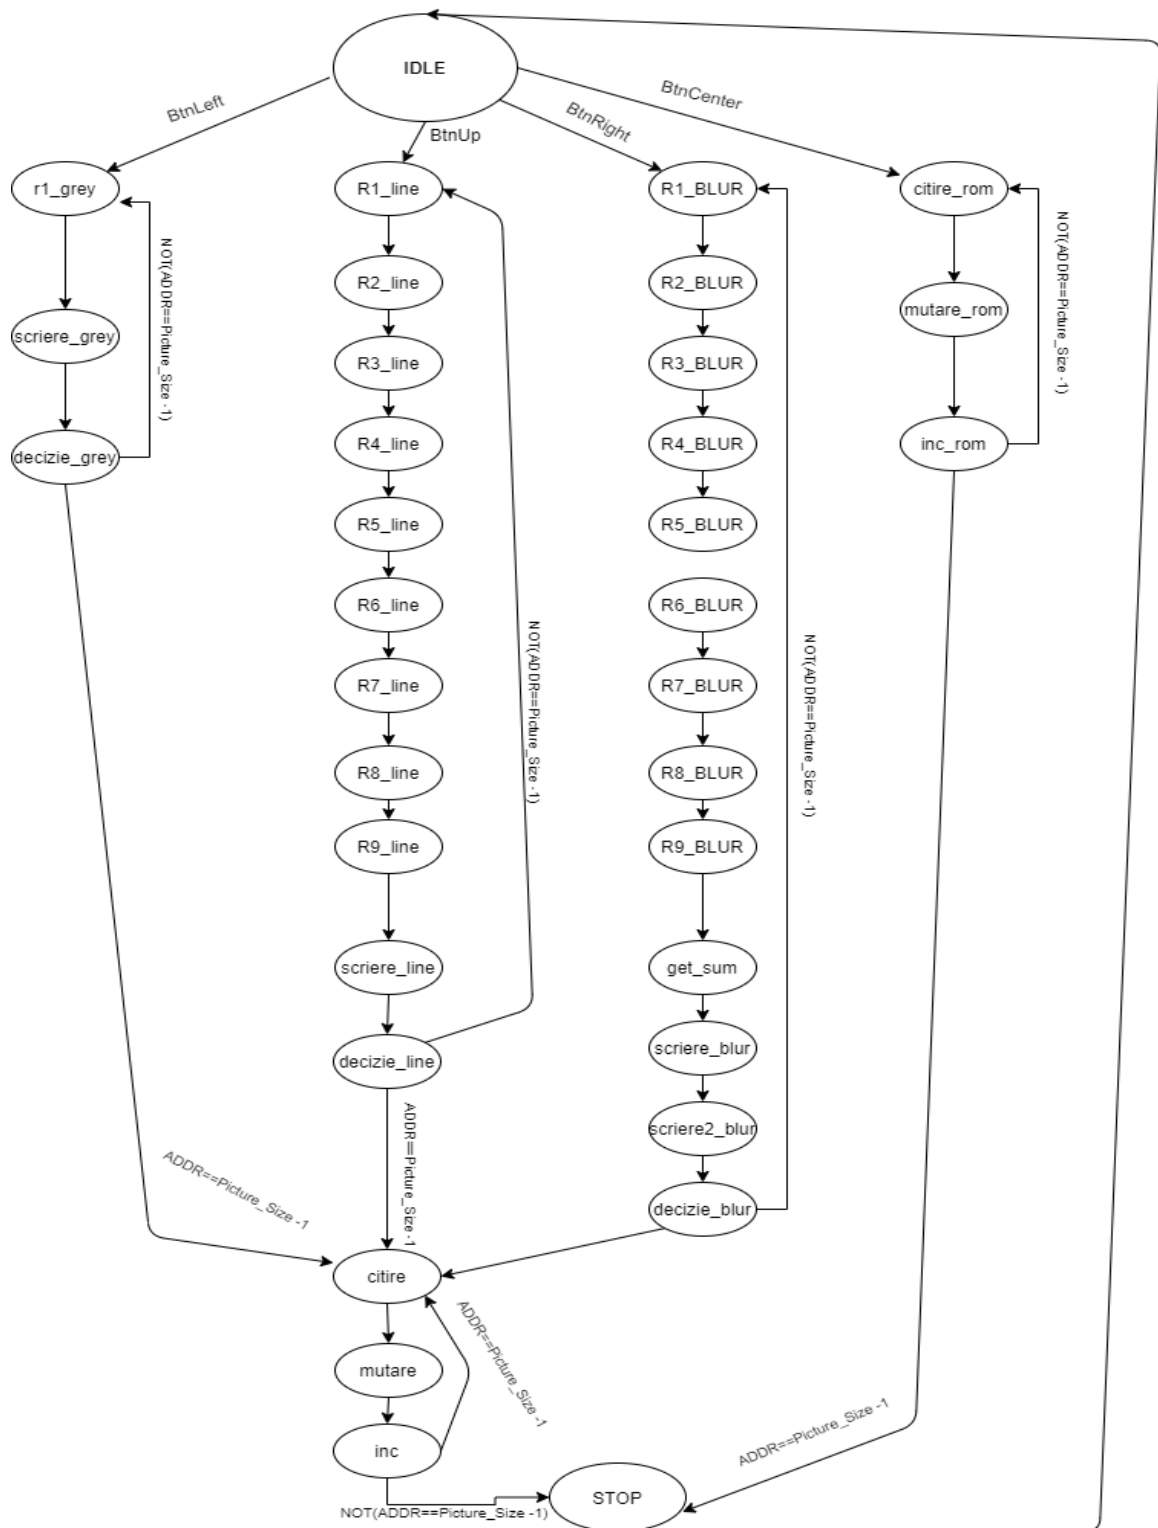 IDLE
BtnLeft
BtnUp
BtnRight
BtnCenter
r1_grey
R1_line
R1_BLUR
citire_rom
NOT(ADDR==Picture_Size -1)
NOT(ADDR==Picture_Size -1)
R2_line
R2_BLUR
mutare_rom
scriere_grey
R3_line
R3_BLUR
decizie_grey
R4_line
R4_BLUR
inc_rom
R5_line
R5_BLUR
R6_line
R6_BLUR
NOT(ADDR==Picture_Size -1)
NOT(ADDR==Picture_Size -1)
R7_line
R7_BLUR
R8_line
R8_BLUR
R9_line
R9_BLUR
scriere_line
get_sum
decizie_line
scriere_blur
scriere2_blur
ADDR==Picture_Size -1
ADDR==Picture_Size -1
decizie_blur
citire
ADDR==Picture_Size -1
mutare
inc
ADDR==Picture_Size -1
STOP
NOT(ADDR==Picture_Size -1)